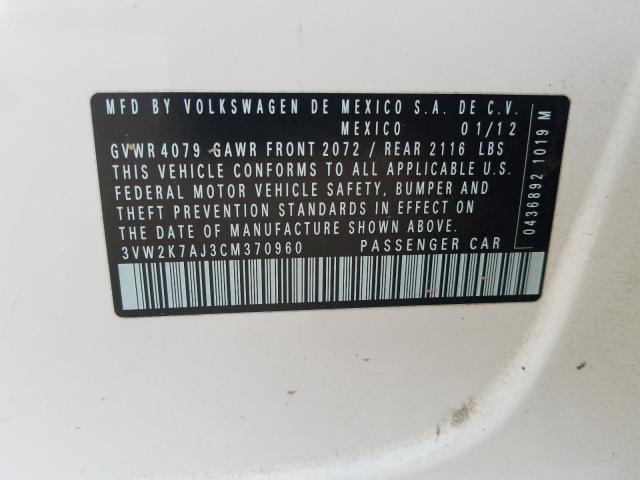 MFD BY VOLKSWAGEN DE MEXICO S.A. DE C.V.
MEXICO 01/12
GVWR 4079 GAWR FRONT 2072 / REAR 2116 LBS
THIS VEHICLE CONFORMS TO ALL APPLICABLE U.S.
FEDERAL MOTOR VEHICLE SAFETY, BUMPER AND
THEFT PREVENTION STANDARDS IN EFFECT ON
THE DATE OF MANUFACTURE SHOWN ABOVE.
3VW2K7AJ3CM370960 PASSENGER CAR
0436892 1019 M